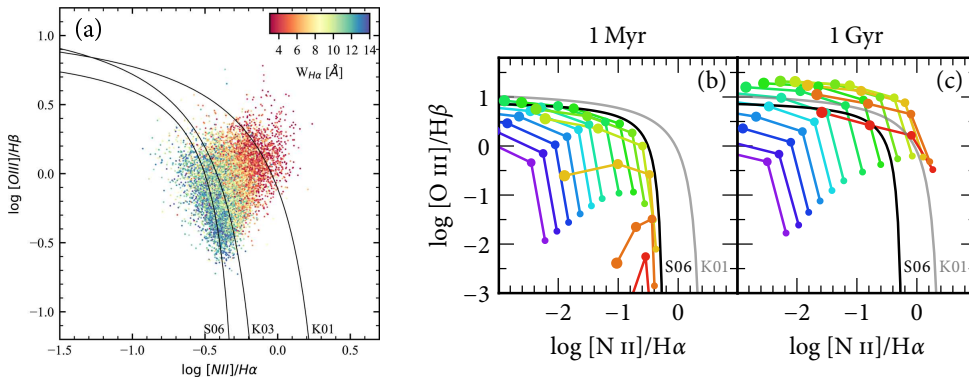 (a)
4 6 8 10 12 14
W_{Hα} [Å]
log [OIII]/Hβ
1.0
0.5
0.0
−0.5
−1.0
S06 K03 K01
−1.5 −1.0 −0.5 0.0 0.5
log [NII]/Hα
1 Myr 1 Gyr
(b) (c)
log [O III]/Hβ
1
0
−1
−2
−3
S06 K01 S06 K01
−2 −1 0 −2 −1 0
log [N II]/Hα log [N II]/Hα